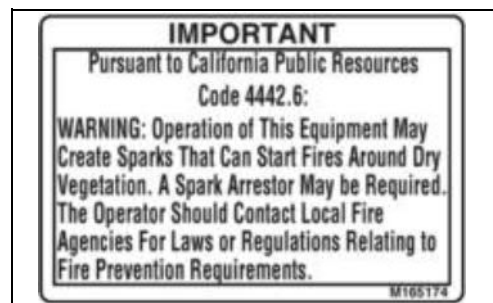 IMPORTANT
Pursuant to California Public Resources
Code 4442.6:
WARNING: Operation of This Equipment May
Create Sparks That Can Start Fires Around Dry
Vegetation. A Spark Arrestor May be Required.
The Operator Should Contact Local Fire
Agencies For Laws or Regulations Relating to
Fire Prevention Requirements.
M165174